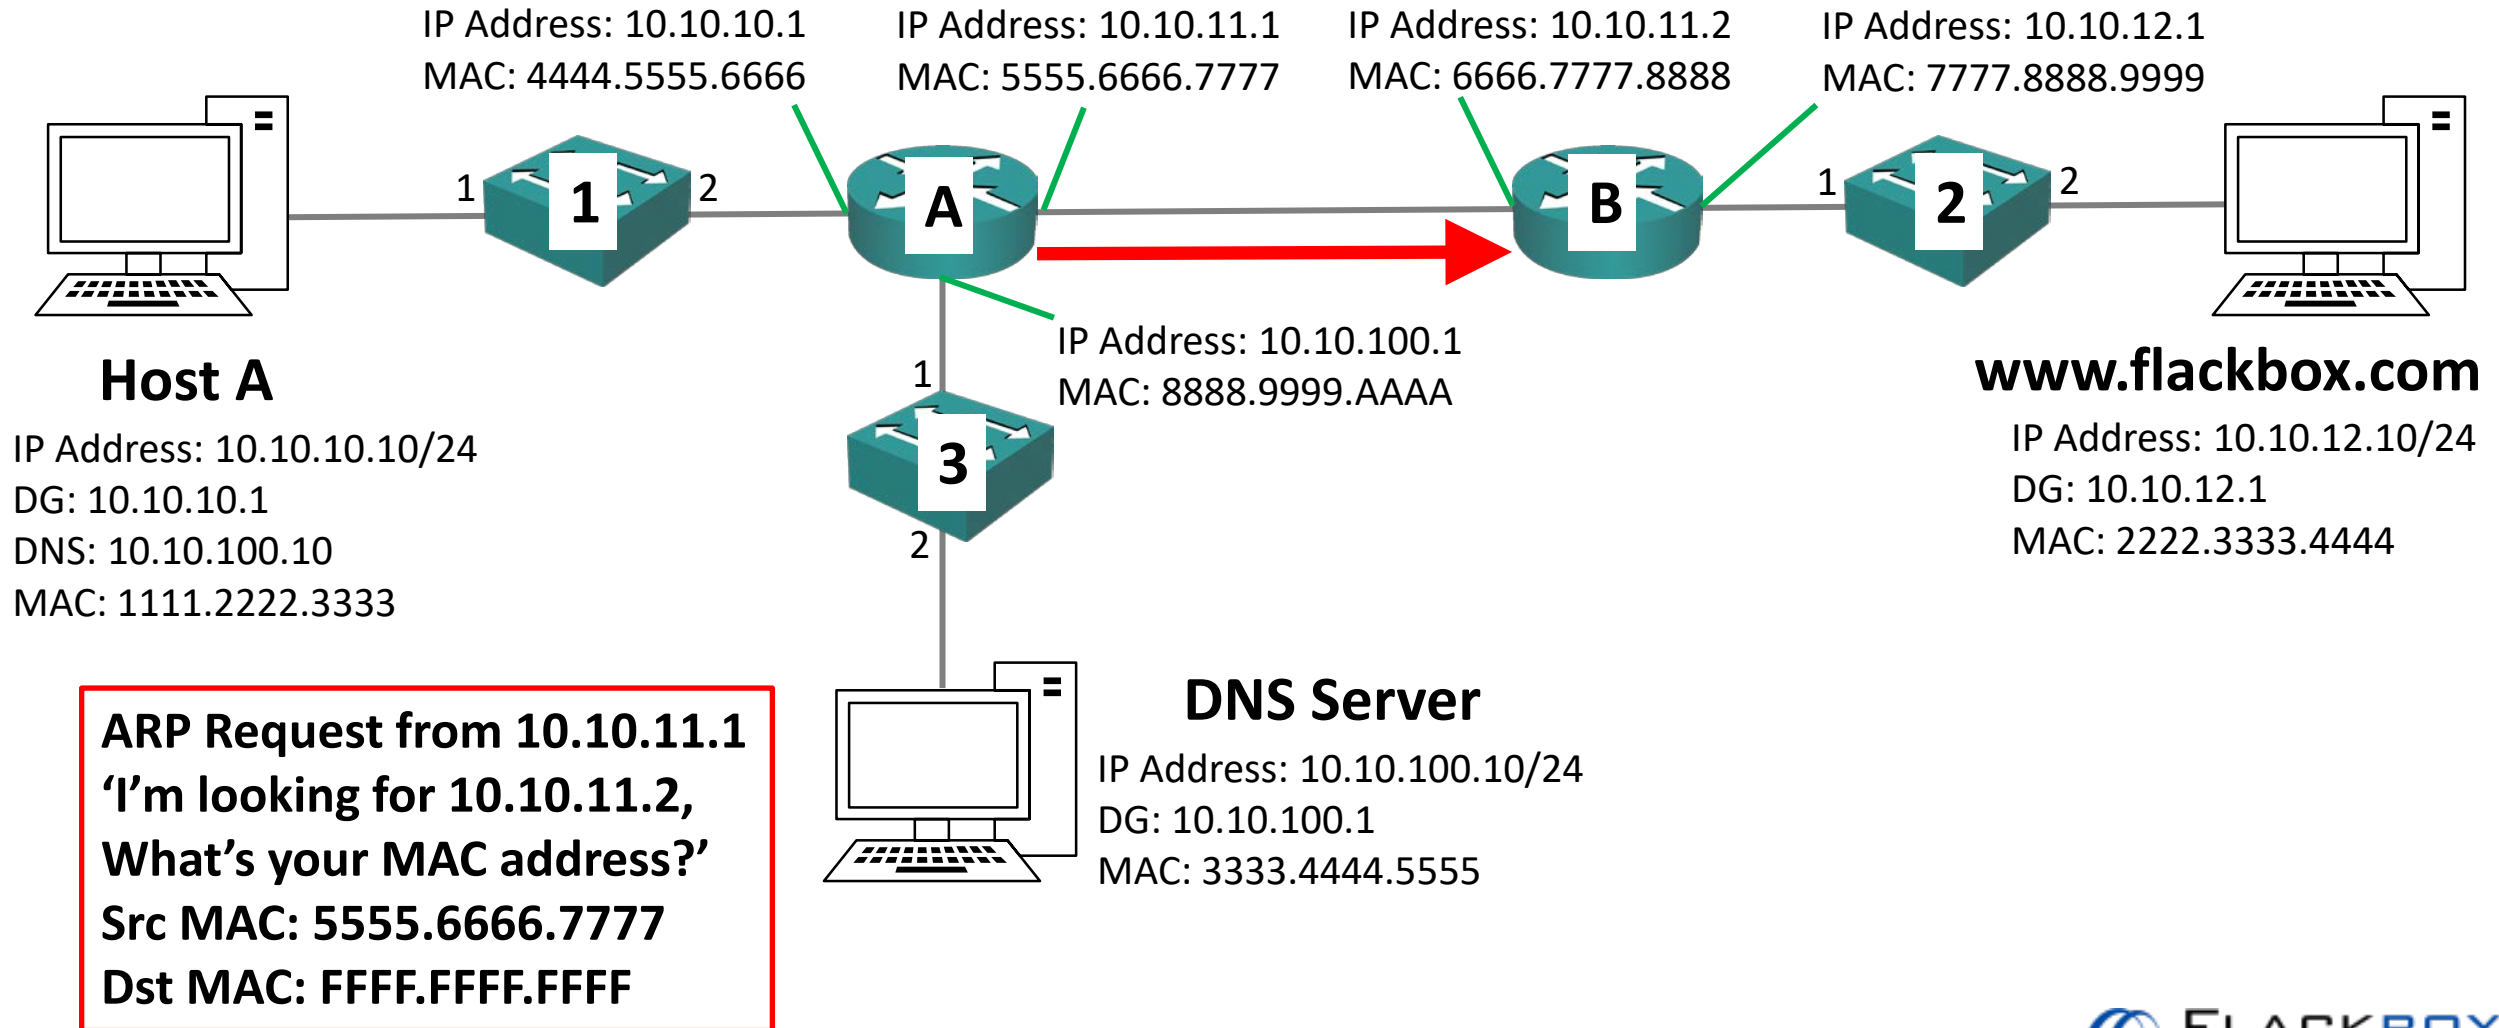 IP Address: 10.10.10.1
MAC: 4444.5555.6666
IP Address: 10.10.11.1
MAC: 5555.6666.7777
IP Address: 10.10.11.2
MAC: 6666.7777.8888
IP Address: 10.10.12.1
MAC: 7777.8888.9999
1
1
2
A
B
1
2
2
IP Address: 10.10.100.1
MAC: 8888.9999.AAAA
Host A
IP Address: 10.10.10.10/24
DG: 10.10.10.1
DNS: 10.10.100.10
MAC: 1111.2222.3333
1
3
2
www.flackbox.com
IP Address: 10.10.12.10/24
DG: 10.10.12.1
MAC: 2222.3333.4444
DNS Server
IP Address: 10.10.100.10/24
DG: 10.10.100.1
MAC: 3333.4444.5555
ARP Request from 10.10.11.1
‘I’m looking for 10.10.11.2,
What’s your MAC address?’
Src MAC: 5555.6666.7777
Dst MAC: FFFF.FFFF.FFFF
FLACKBOX